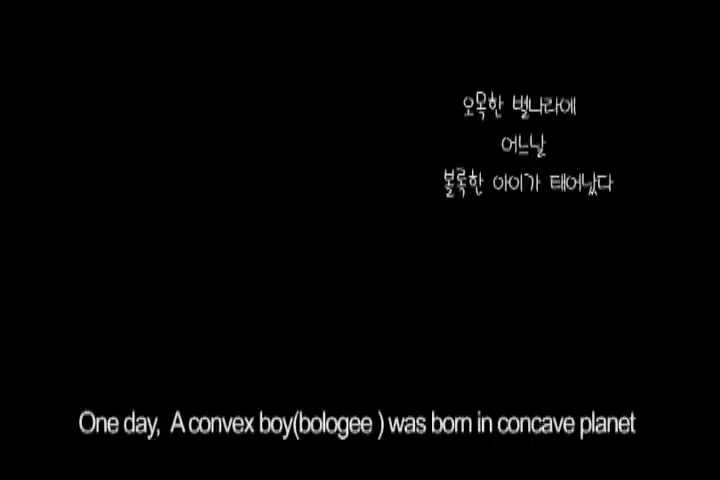 오목한 별나라에
어느날
볼록한 아이가 태어났다
One day, A convex boy(bologee ) was born in concave planet